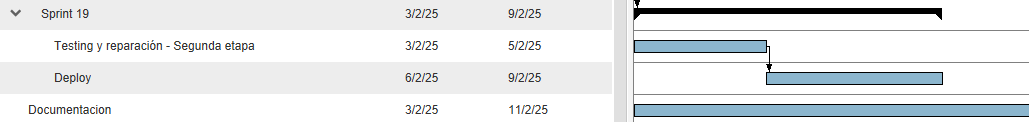 Sprint 19 3/2/25 9/2/25
Testing y reparación - Segunda etapa 3/2/25 5/2/25
Deploy 6/2/25 9/2/25
Documentacion 3/2/25 11/2/25